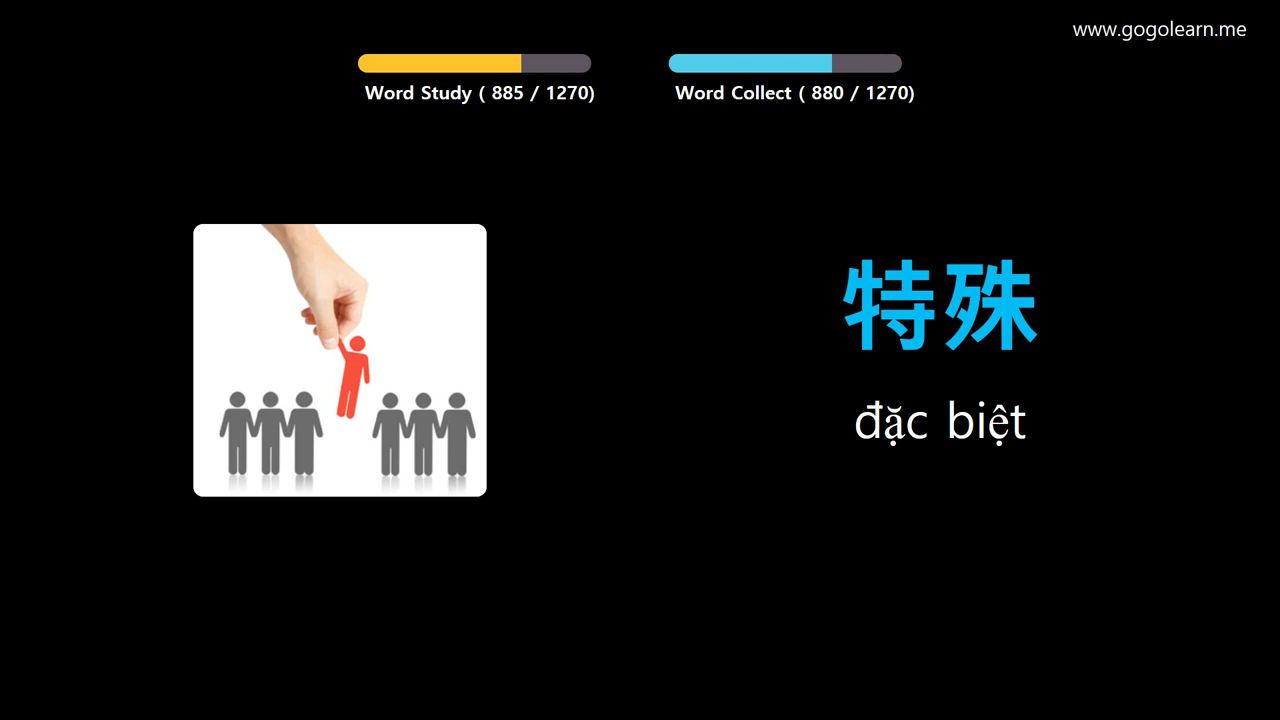 www.gogolearn.me
Word Study ( 885 / 1270)
Word Collect ( 880 / 1270)
特殊
đặc biệt